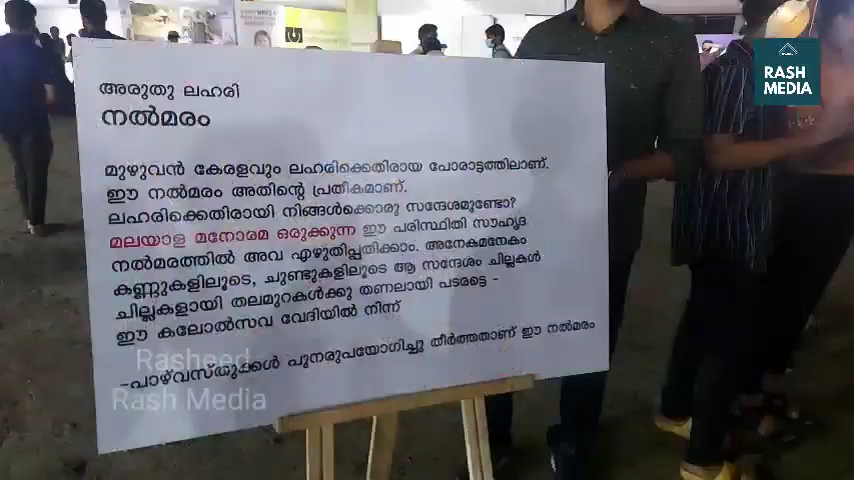 അരുതു ലഹരി
നൽമരം
മുഴുവൻ കേരളവും ലഹരിക്കെതിരായ പോരാട്ടത്തിലാണ്.
ഈ നൽമരം അതിന്റെ പ്രതീകമാണ്.
ലഹരിക്കെതിരായി നിങ്ങൾക്കൊരു സന്ദേശമുണ്ടോ?
മലയാള മനോരമ ഒരുക്കുന്ന ഈ പരിസ്ഥിതി സൗഹൃദ
നൽമരത്തിൽ അവ എഴുതിപ്പതിക്കാം. അനേകമനേകം
കണ്ണുകളിലൂടെ, ചുണ്ടുകളിലൂടെ ആ സന്ദേശം ചില്ലകൾ
ചില്ലകളായി തലമുറകൾക്കു തണലായി പടരട്ടെ -
ഈ കലോൽസവ വേദിയിൽ നിന്ന്
-പാഴ്‌വസ്തുക്കൾ പുനരുപയോഗിച്ചു തീർത്തതാണ് ഈ നൽമരം
RASH
MEDIA
Rasheed
Rash Media